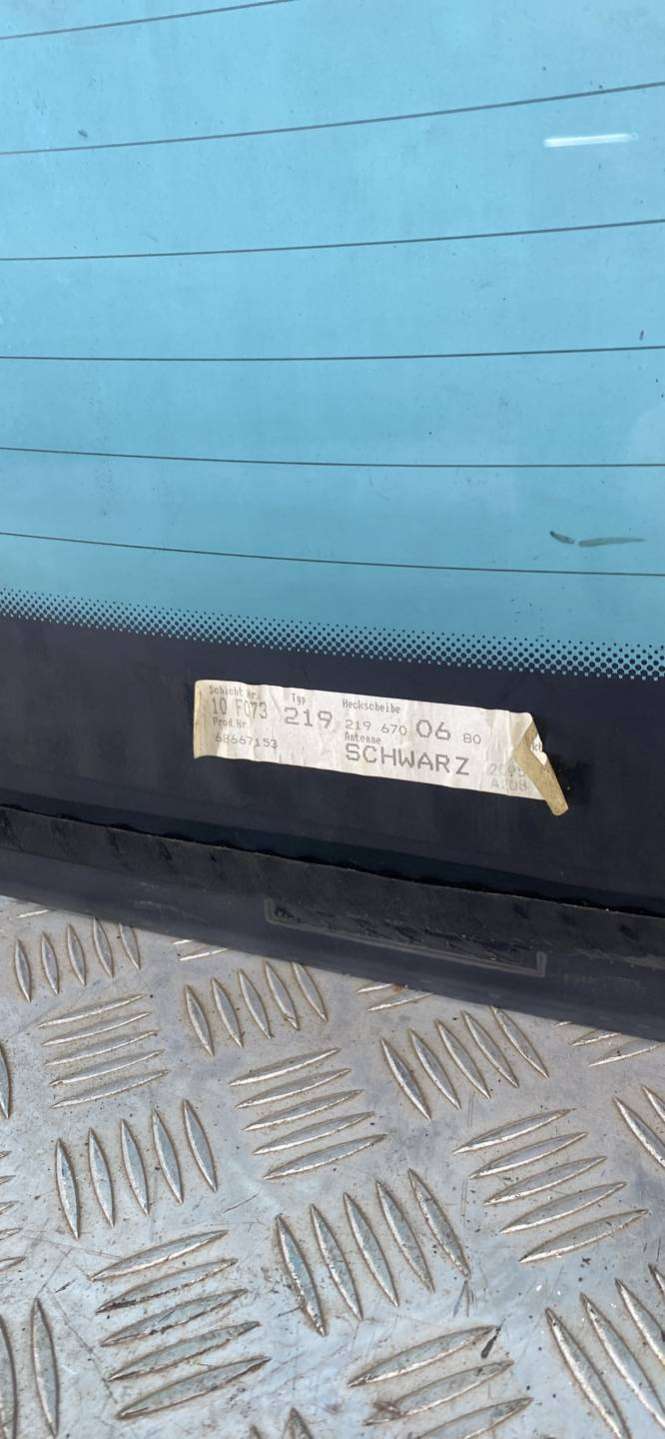 Schicht Nr. Typ Heckscheibe
10 F073 219 219 670 06 80
Prod.Nr. Antenne
68667153 SCHWARZ